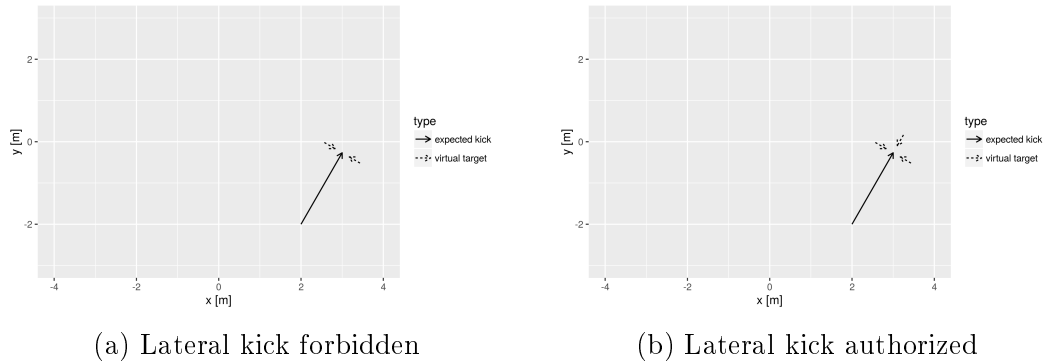 2
0
-2
y [m]
-4
-2
0
2
4
x [m]
type
expected kick
virtual target
(a) Lateral kick forbidden
2
0
-2
y [m]
-4
-2
0
2
4
x [m]
type
expected kick
virtual target
(b) Lateral kick authorized